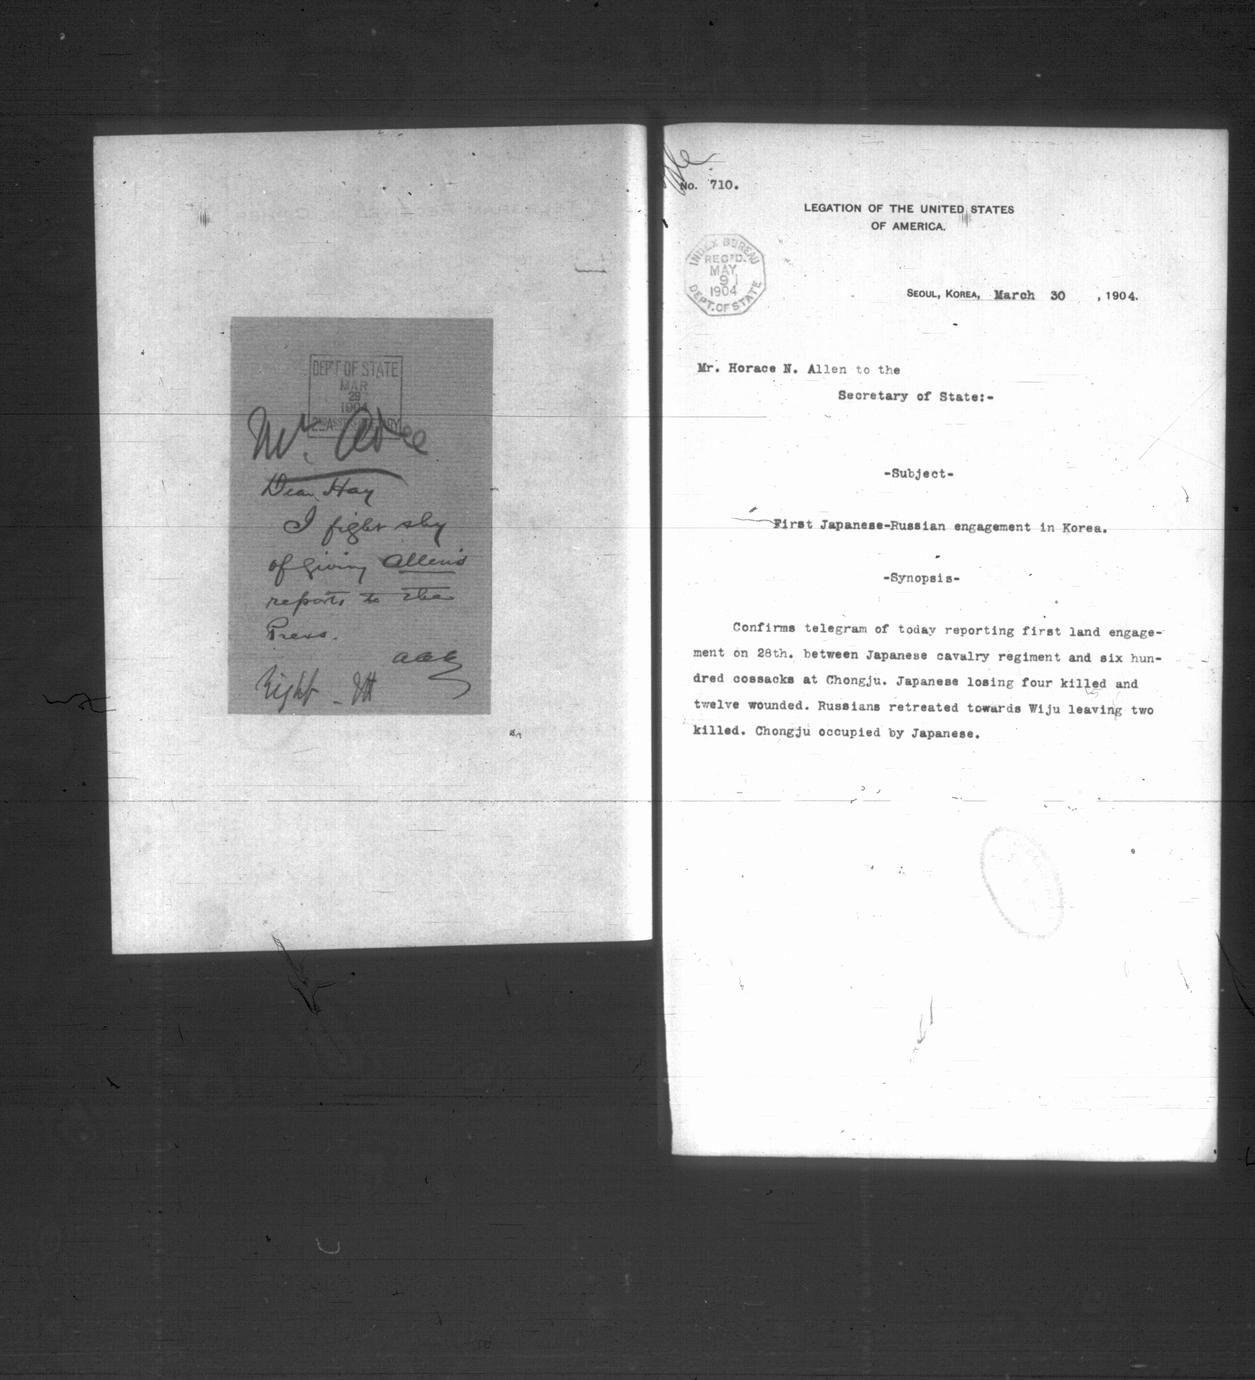 DEP'T OF STATE
MAR
29
1904
2ND ASS'T SECRETARY
Mr. Adee
Dear Hay
I fight shy
of giving Allen's
reports to the
Press.
AAA
Right - JH
No. 710.
LEGATION OF THE UNITED STATES
OF AMERICA.
INDEX BUREAU
REC'D.
MAY
9
1904
DEPT. OF STATE
SEOUL, KOREA, March 30, 1904.
Mr. Horace N. Allen to the
Secretary of State:-
-Subject-
First Japanese-Russian engagement in Korea.
-Synopsis-
Confirms telegram of today reporting first land engage-
ment on 28th. between Japanese cavalry regiment and six hun-
dred cossacks at Chongju. Japanese losing four killed and
twelve wounded. Russians retreated towards Wiju leaving two
killed. Chongju occupied by Japanese.